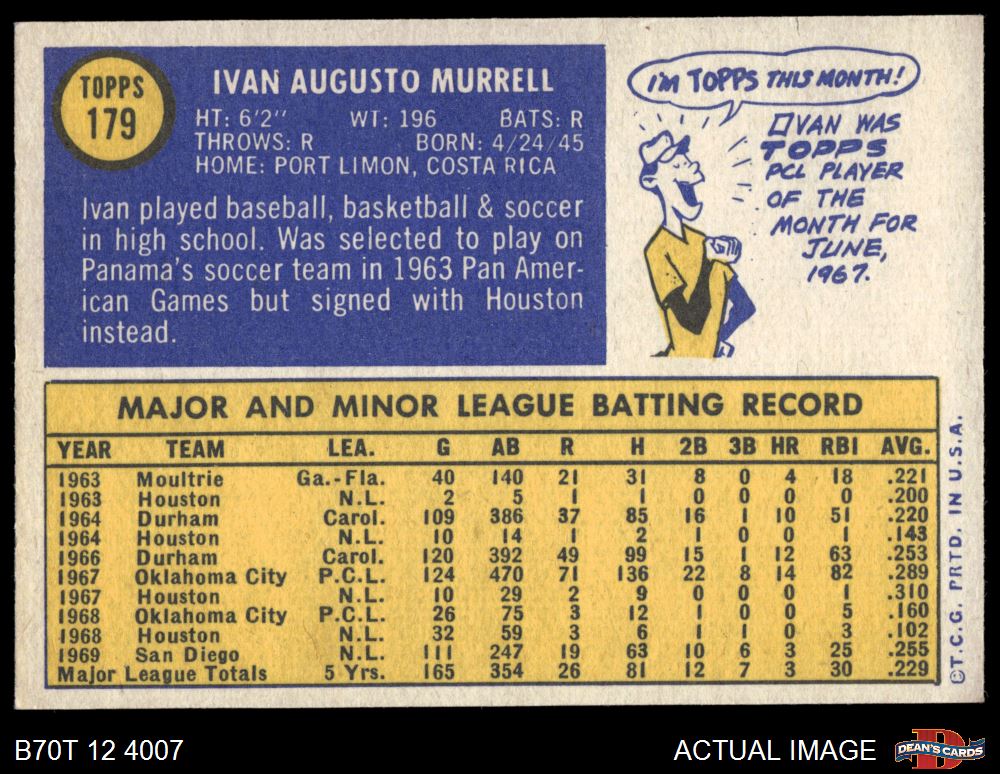 TOPPS
179
IVAN AUGUSTO MURRELL
HT: 6'2" WT: 196 BATS: R
THROWS: R BORN: 4/24/45
HOME: PORT LIMON, COSTA RICA
Ivan played baseball, basketball & soccer
in high school. Was selected to play on
Panama's soccer team in 1963 Pan Amer-
ican Games but signed with Houston
instead.
I'M TOPPS THIS MONTH!
IVAN WAS
TOPPS
PCL PLAYER
OF THE
MONTH FOR
JUNE,
1967.
MAJOR AND MINOR LEAGUE BATTING RECORD
YEAR TEAM LEA. G AB R H 2B 3B HR RBI AVG.
1963 Moultrie Ga.-Fla. 40 140 21 31 8 0 4 18 .221
1963 Houston N.L. 2 5 1 1 0 0 0 0 .200
1964 Durham Carol. 109 386 37 85 16 1 10 51 .220
1964 Houston N.L. 10 14 1 2 1 0 0 1 .143
1966 Durham Carol. 120 392 49 99 15 1 12 63 .253
1967 Oklahoma City P.C.L. 124 470 71 136 22 8 14 82 .289
1967 Houston N.L. 10 29 2 9 0 0 0 1 .310
1968 Oklahoma City P.C.L. 26 75 3 12 1 0 0 5 .160
1968 Houston N.L. 32 59 3 6 1 1 0 3 .102
1969 San Diego N.L. 111 247 19 63 10 6 3 25 .255
Major League Totals 5 Yrs. 165 354 26 81 12 7 3 30 .229
©T.C.G. PRTD. IN U.S.A.
B70T 12 4007
ACTUAL IMAGE
DEAN'S CARDS